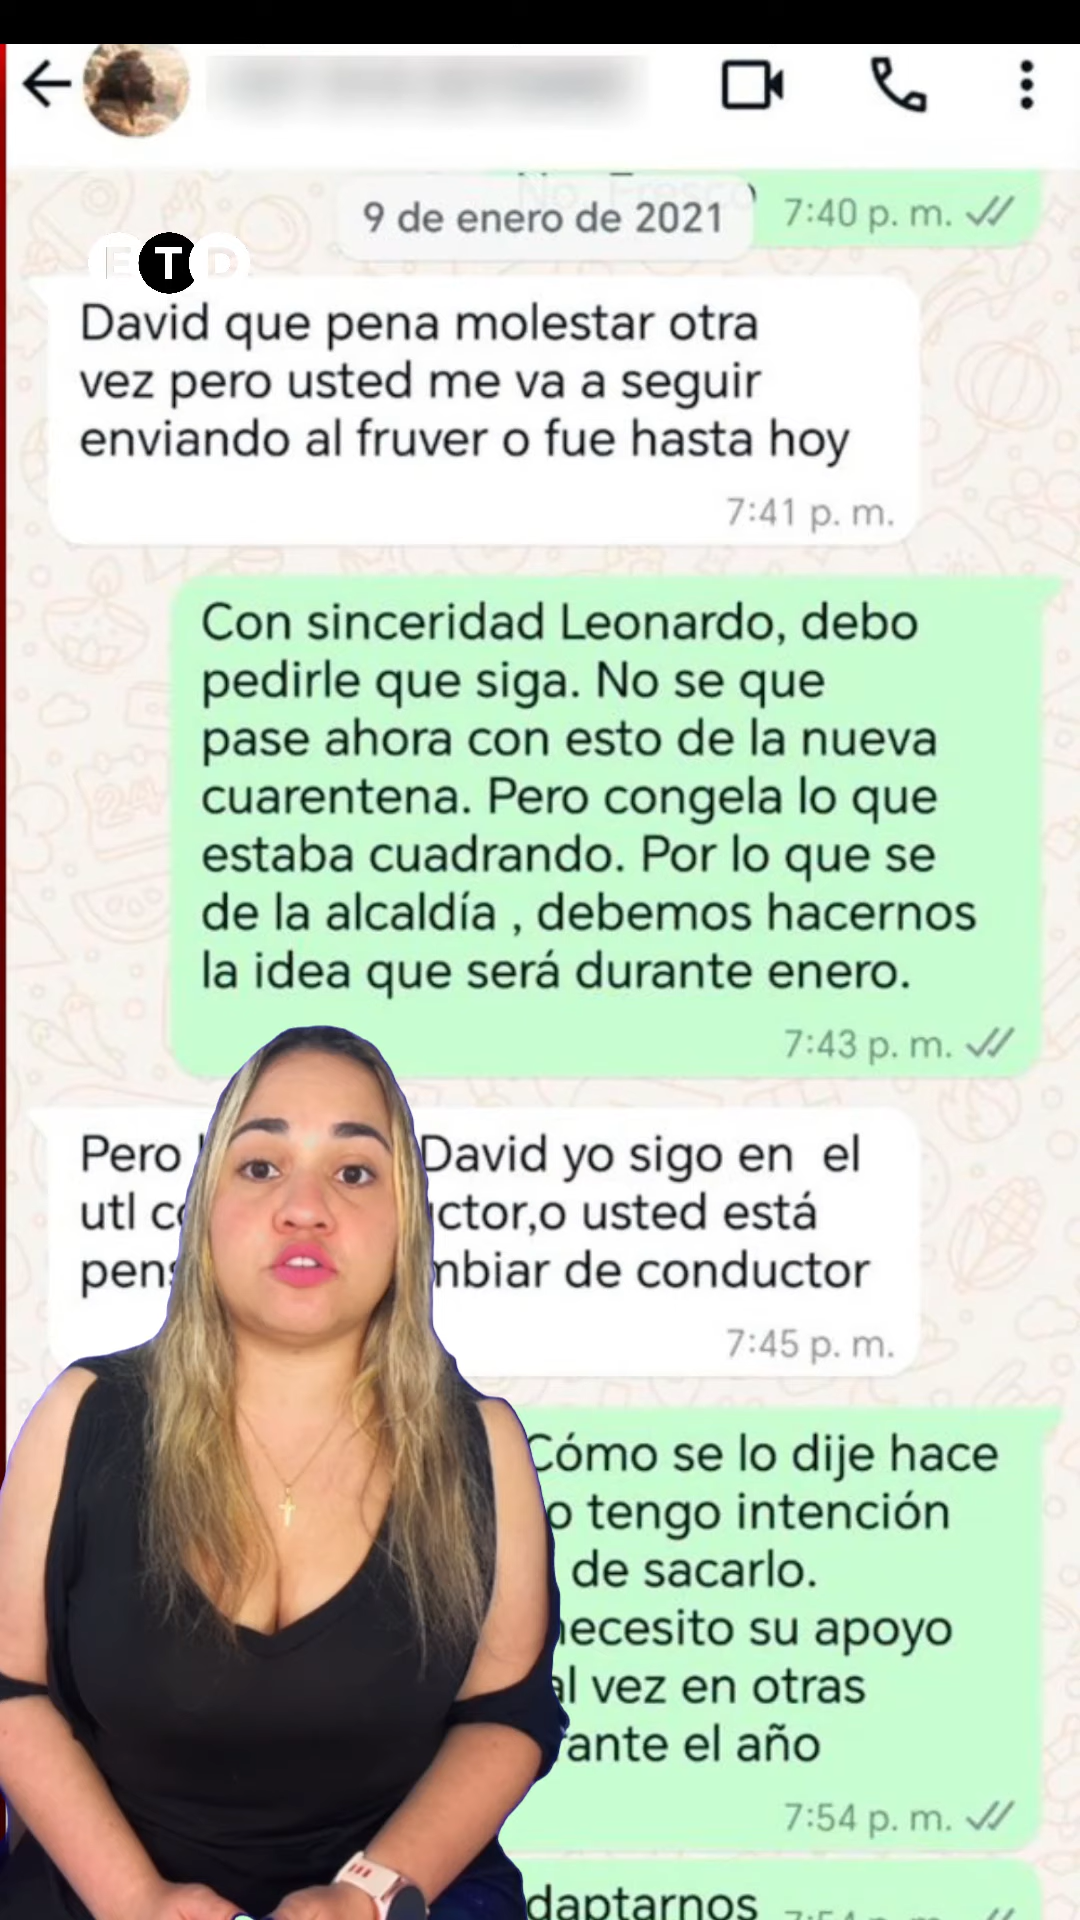 7:40 p. m.
9 de enero de 2021
ETD
David que pena molestar otra
vez pero usted me va a seguir
enviando al fruver o fue hasta hoy
7:41 p. m.
Con sinceridad Leonardo, debo
pedirle que siga. No se que
pase ahora con esto de la nueva
cuarentena. Pero congela lo que
estaba cuadrando. Por lo que se
de la alcaldía , debemos hacernos
la idea que será durante enero.
7:43 p. m.
Pero David yo sigo en el
utl o usted está
de conductor
7:45 p. m.
Cómo se lo dije hace
tengo intención
de sacarlo.
su apoyo
vez en otras
el año
7:54 p. m.